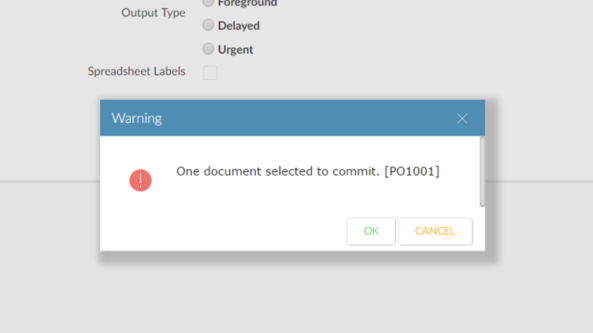 Foreground
Output Type
Delayed
Urgent
Spreadsheet Labels
Warning
One document selected to commit. [PO1001]
OK
CANCEL